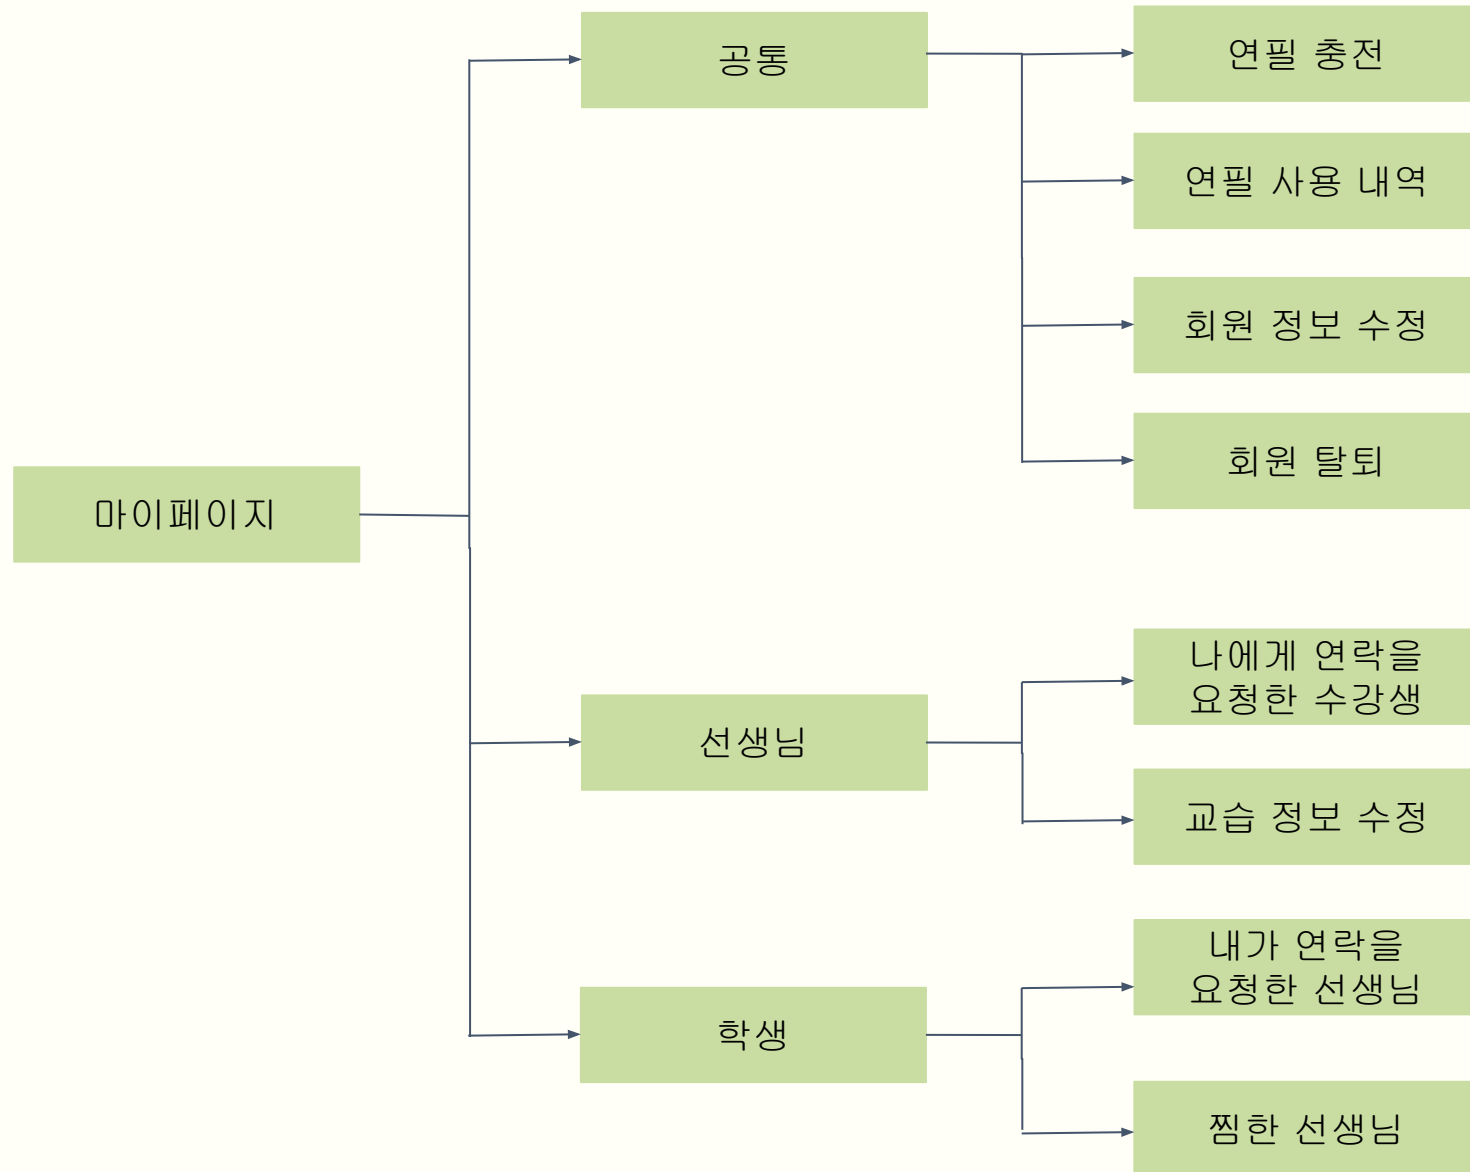 마이페이지
공통
연필 충전
연필 사용 내역
회원 정보 수정
회원 탈퇴
선생님
나에게 연락을
요청한 수강생
교습 정보 수정
학생
내가 연락을
요청한 선생님
찜한 선생님